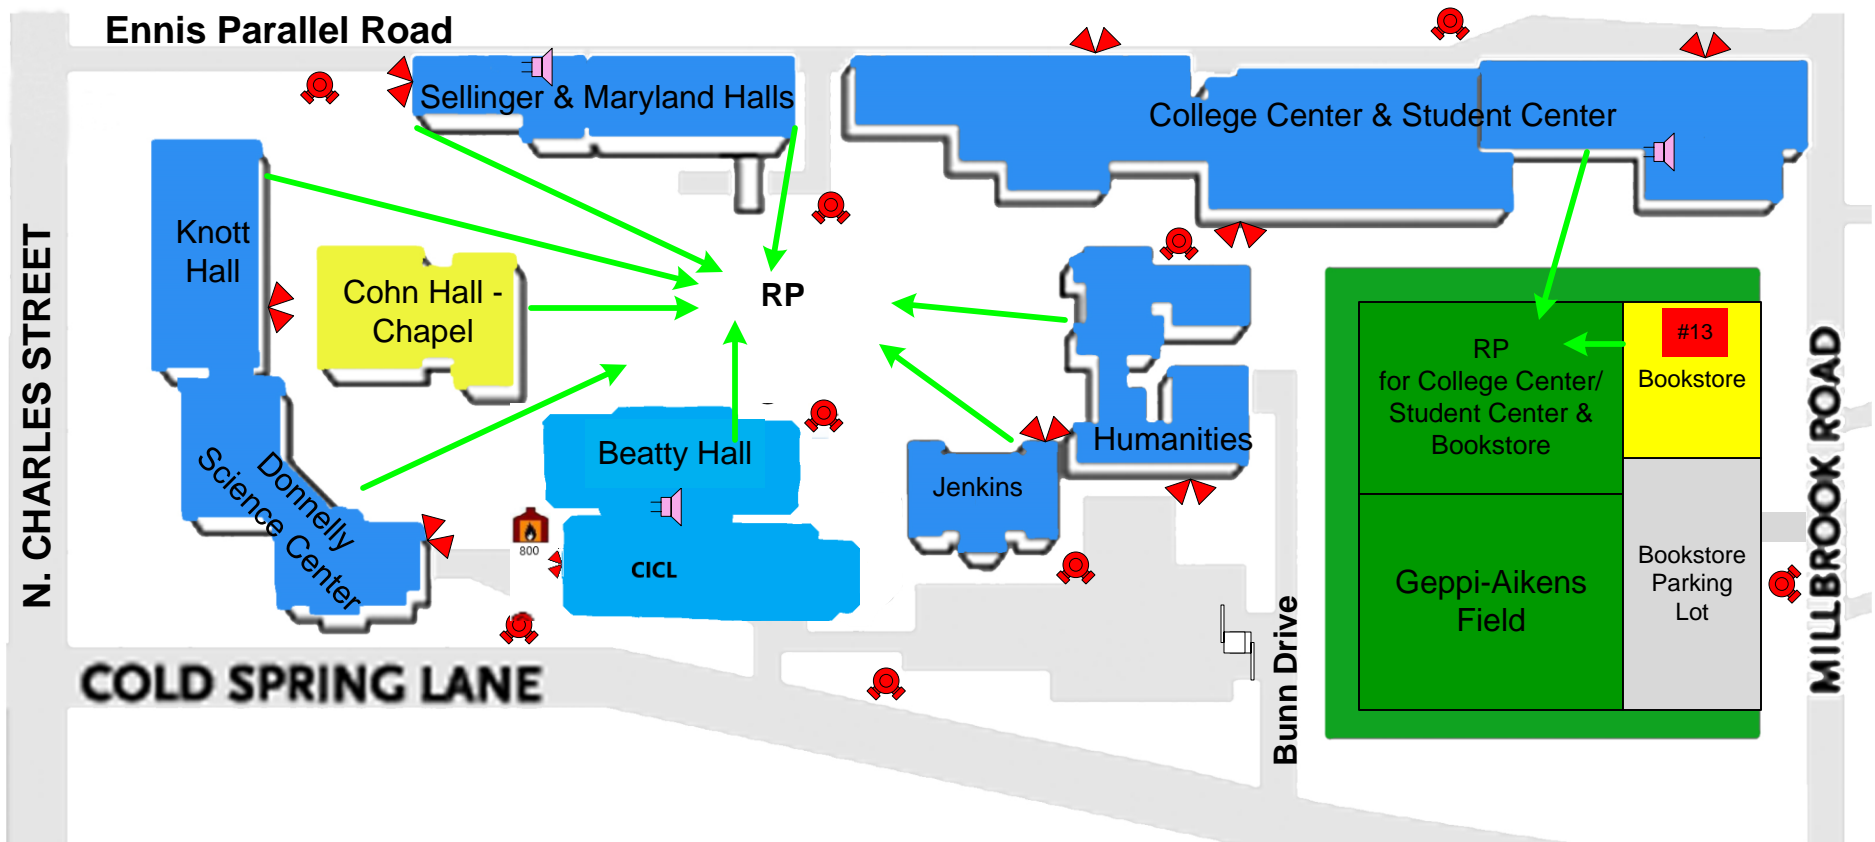 Ennis Parallel Road
Sellinger & Maryland Halls
College Center & Student Center
Knott
Hall
Cohn Hall -
Chapel
RP
N. CHARLES STREET
Donnelly
Science Center
Beatty Hall
CICL
800
Jenkins
Humanities
RP
for College Center/
Student Center &
Bookstore
#13
Bookstore
Geppi-Aikens
Field
Bookstore
Parking
Lot
MILLBROOK ROAD
Bunn Drive
COLD SPRING LANE